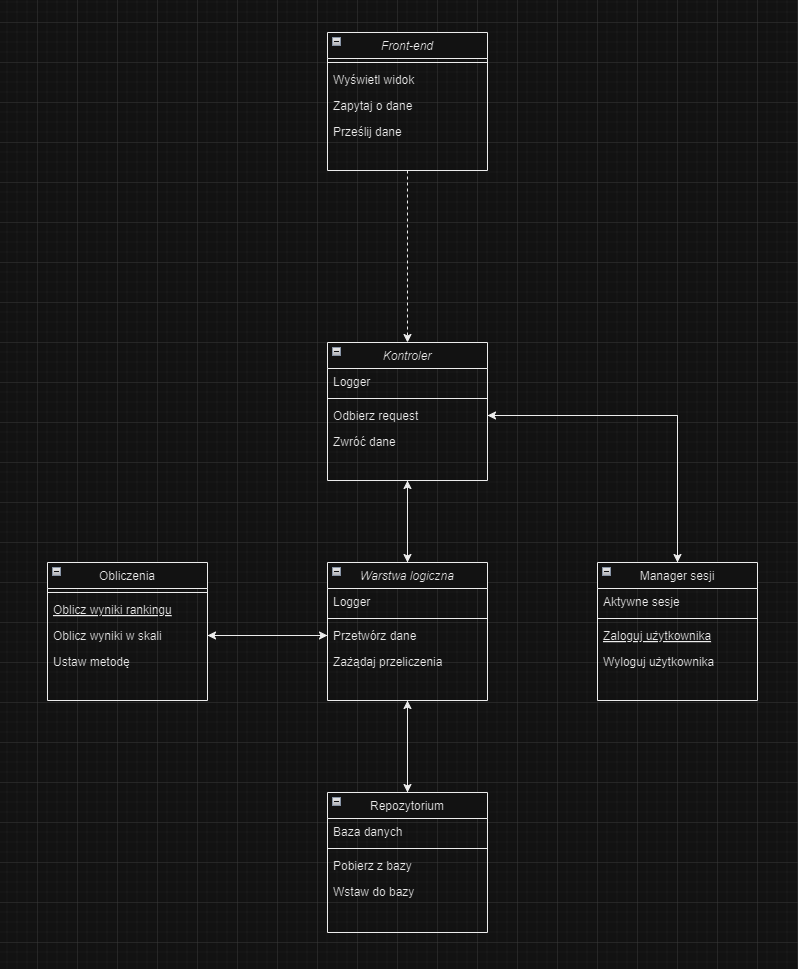 Front-end
Wyświetl widok
Zapytaj o dane
Prześlij dane
Kontroler
Logger
Odbierz request
Zwróć dane
Obliczenia
Oblicz wyniki rankingu
Oblicz wyniki w skali
Ustaw metodę
Warstwa logiczna
Logger
Przetwórz dane
Zażądaj przeliczenia
Manager sesji
Aktywne sesje
Zaloguj użytkownika
Wyloguj użytkownika
Repozytorium
Baza danych
Pobierz z bazy
Wstaw do bazy